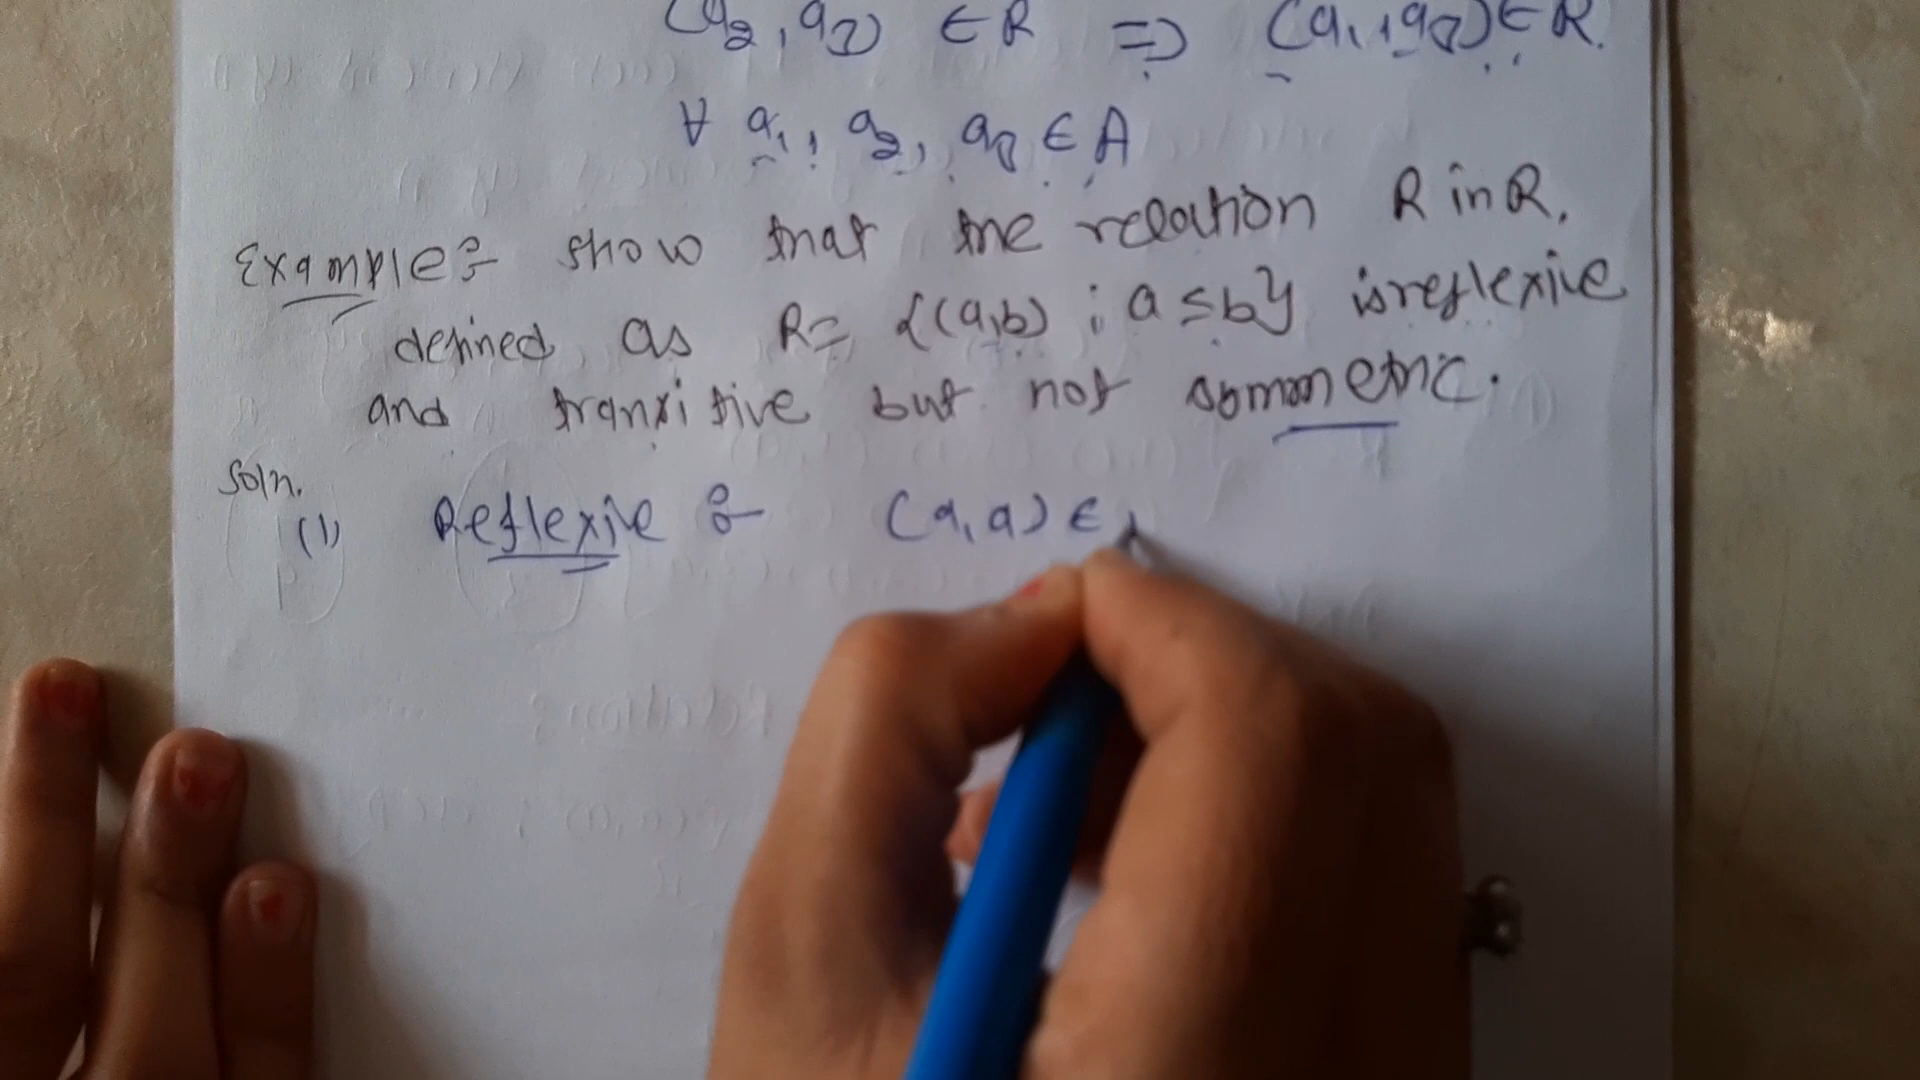 (a2, a3) ∈ R ⇒ (a1, a3) ∈ R.
∀ a1, a2, a3 ∈ A
Example:- show that the relation R in R,
defined as R = {(a,b) ; a ≤ b} is reflexive
and transitive but not symmetric.
Soln.
(1) Reflexive :- (a, a) ∈